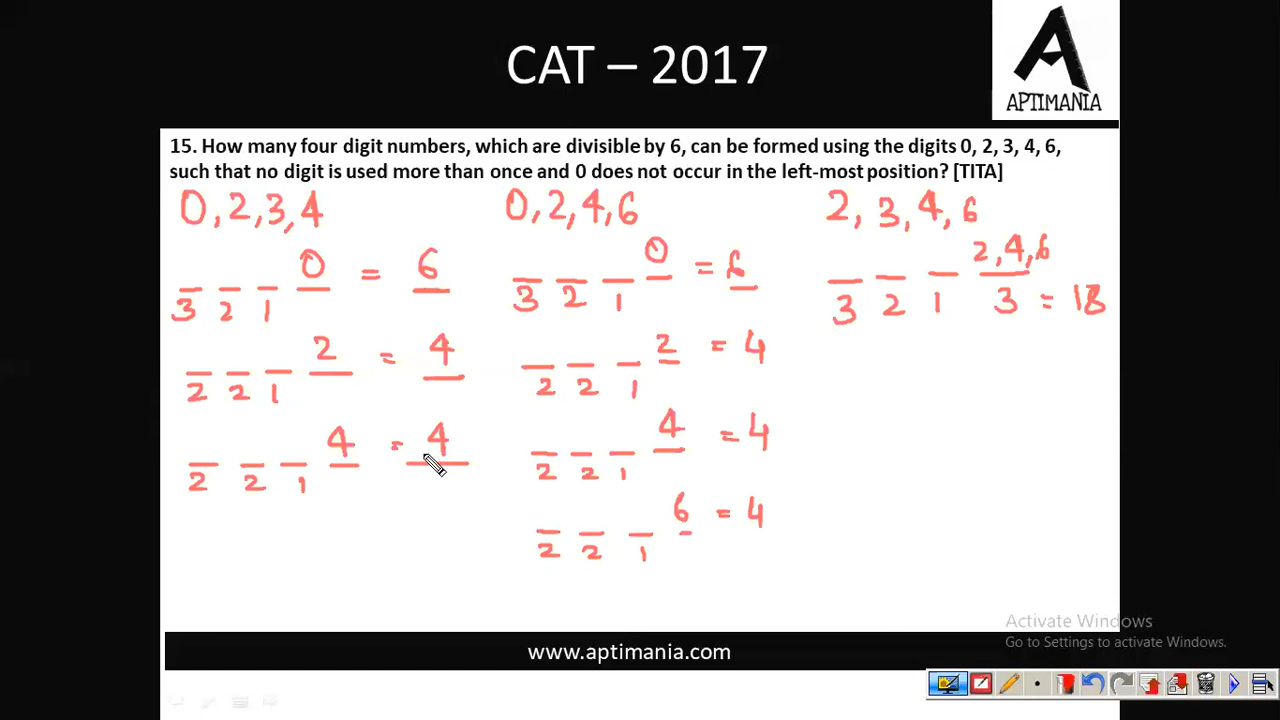 CAT – 2017
APTIMANIA
15. How many four digit numbers, which are divisible by 6, can be formed using the digits 0, 2, 3, 4, 6,
such that no digit is used more than once and 0 does not occur in the left-most position? [TITA]
0,2,3,4
0 = 6
3 2 1
2 = 4
2 2 1
4 = 4
2 2 1
0,2,4,6
0 = 6
3 2 1
2 = 4
2 2 1
4 = 4
2 2 1
6 = 4
2 2 1
2, 3, 4, 6
2,4,6
3 2 1 3 = 18
Activate Windows
Go to Settings to activate Windows.
www.aptimania.com